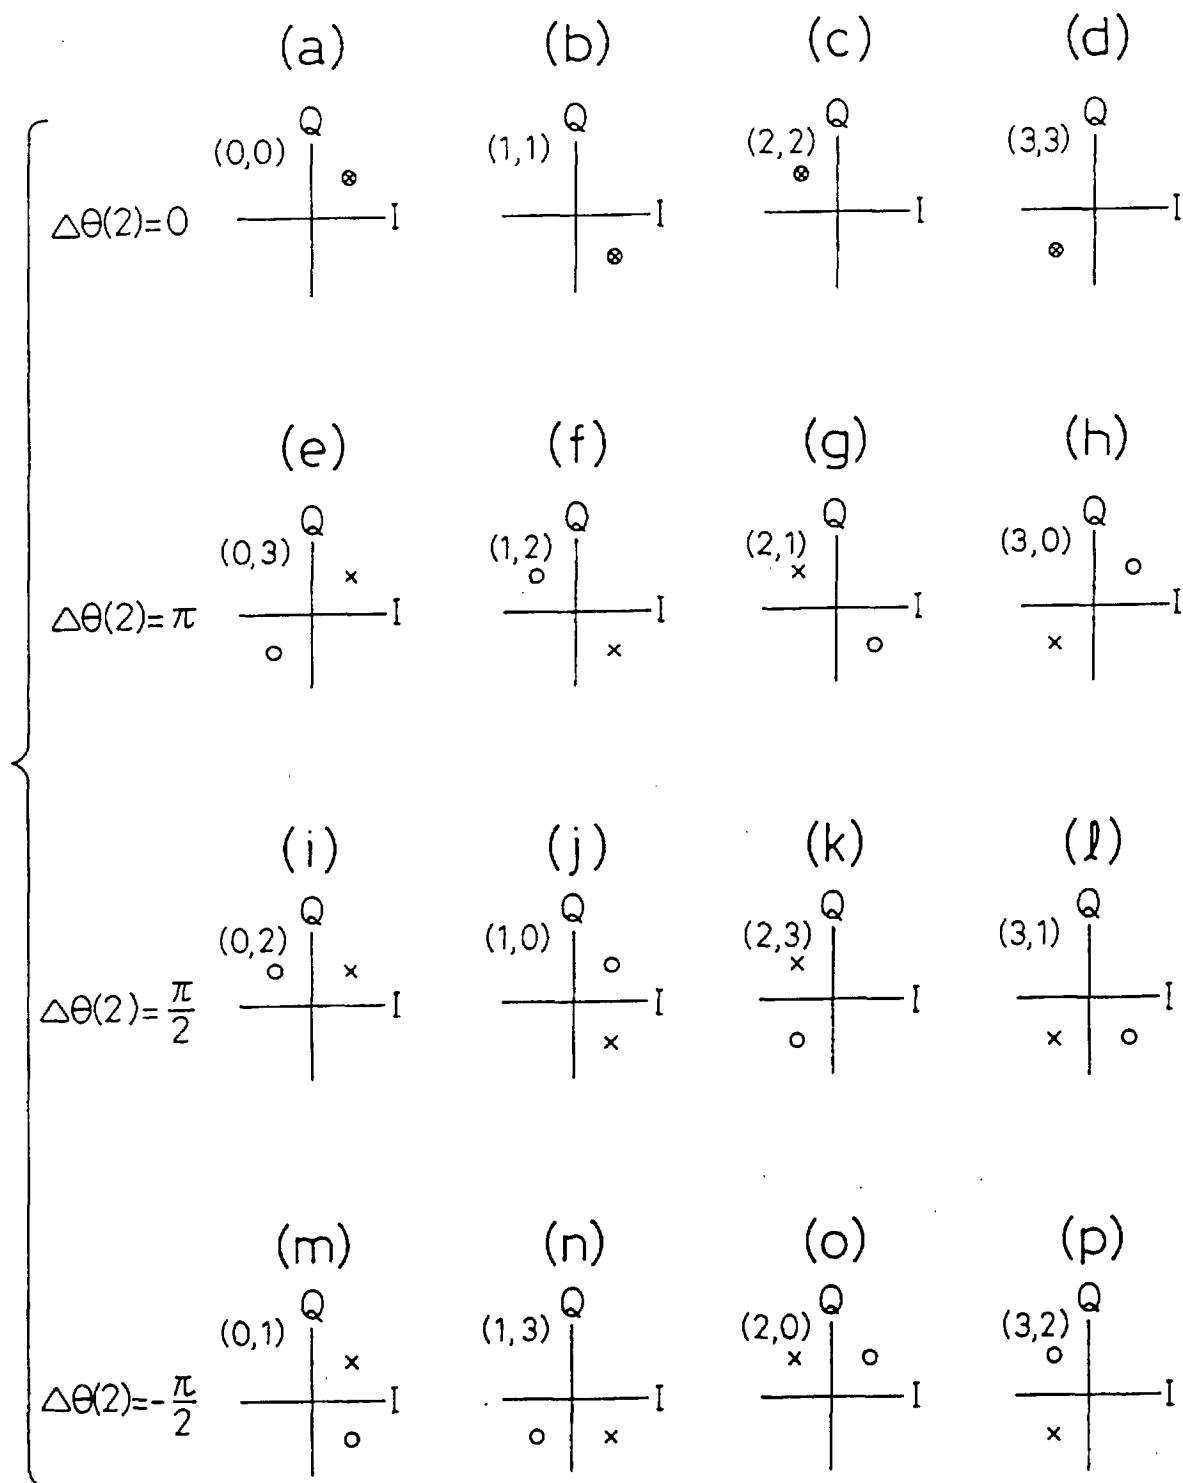 (a) (b) (c) (d)
Q Q Q Q
(0,0) (1,1) (2,2) (3,3)
Δθ(2)=0 I I I I
(e) (f) (g) (h)
Q Q Q Q
(0,3) (1,2) (2,1) (3,0)
Δθ(2)=π I I I I
(i) (j) (k) (ℓ)
Q Q Q Q
(0,2) (1,0) (2,3) (3,1)
Δθ(2)=π/2 I I I I
(m) (n) (o) (p)
Q Q Q Q
(0,1) (1,3) (2,0) (3,2)
Δθ(2)=-π/2 I I I I